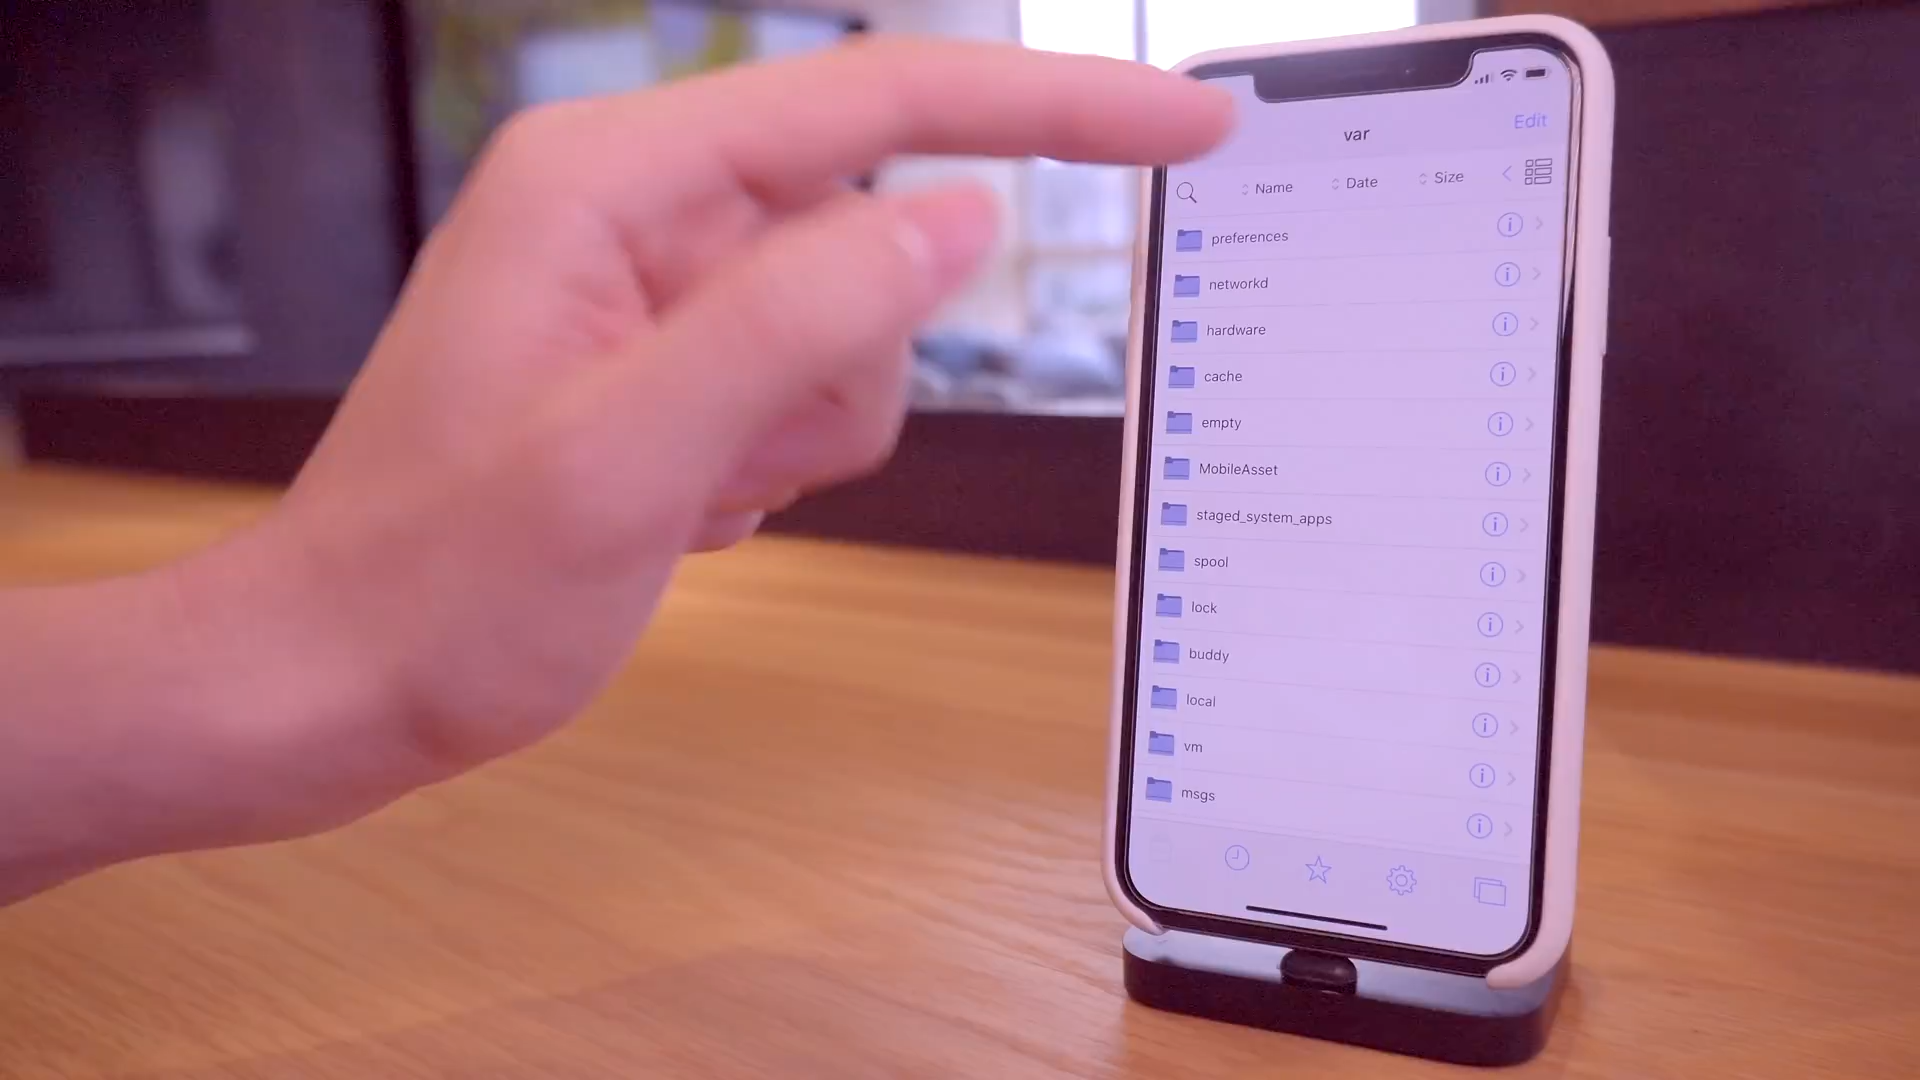 var
Edit
Name Date Size
preferences
networkd
hardware
cache
empty
MobileAsset
staged_system_apps
spool
lock
buddy
local
vm
msgs